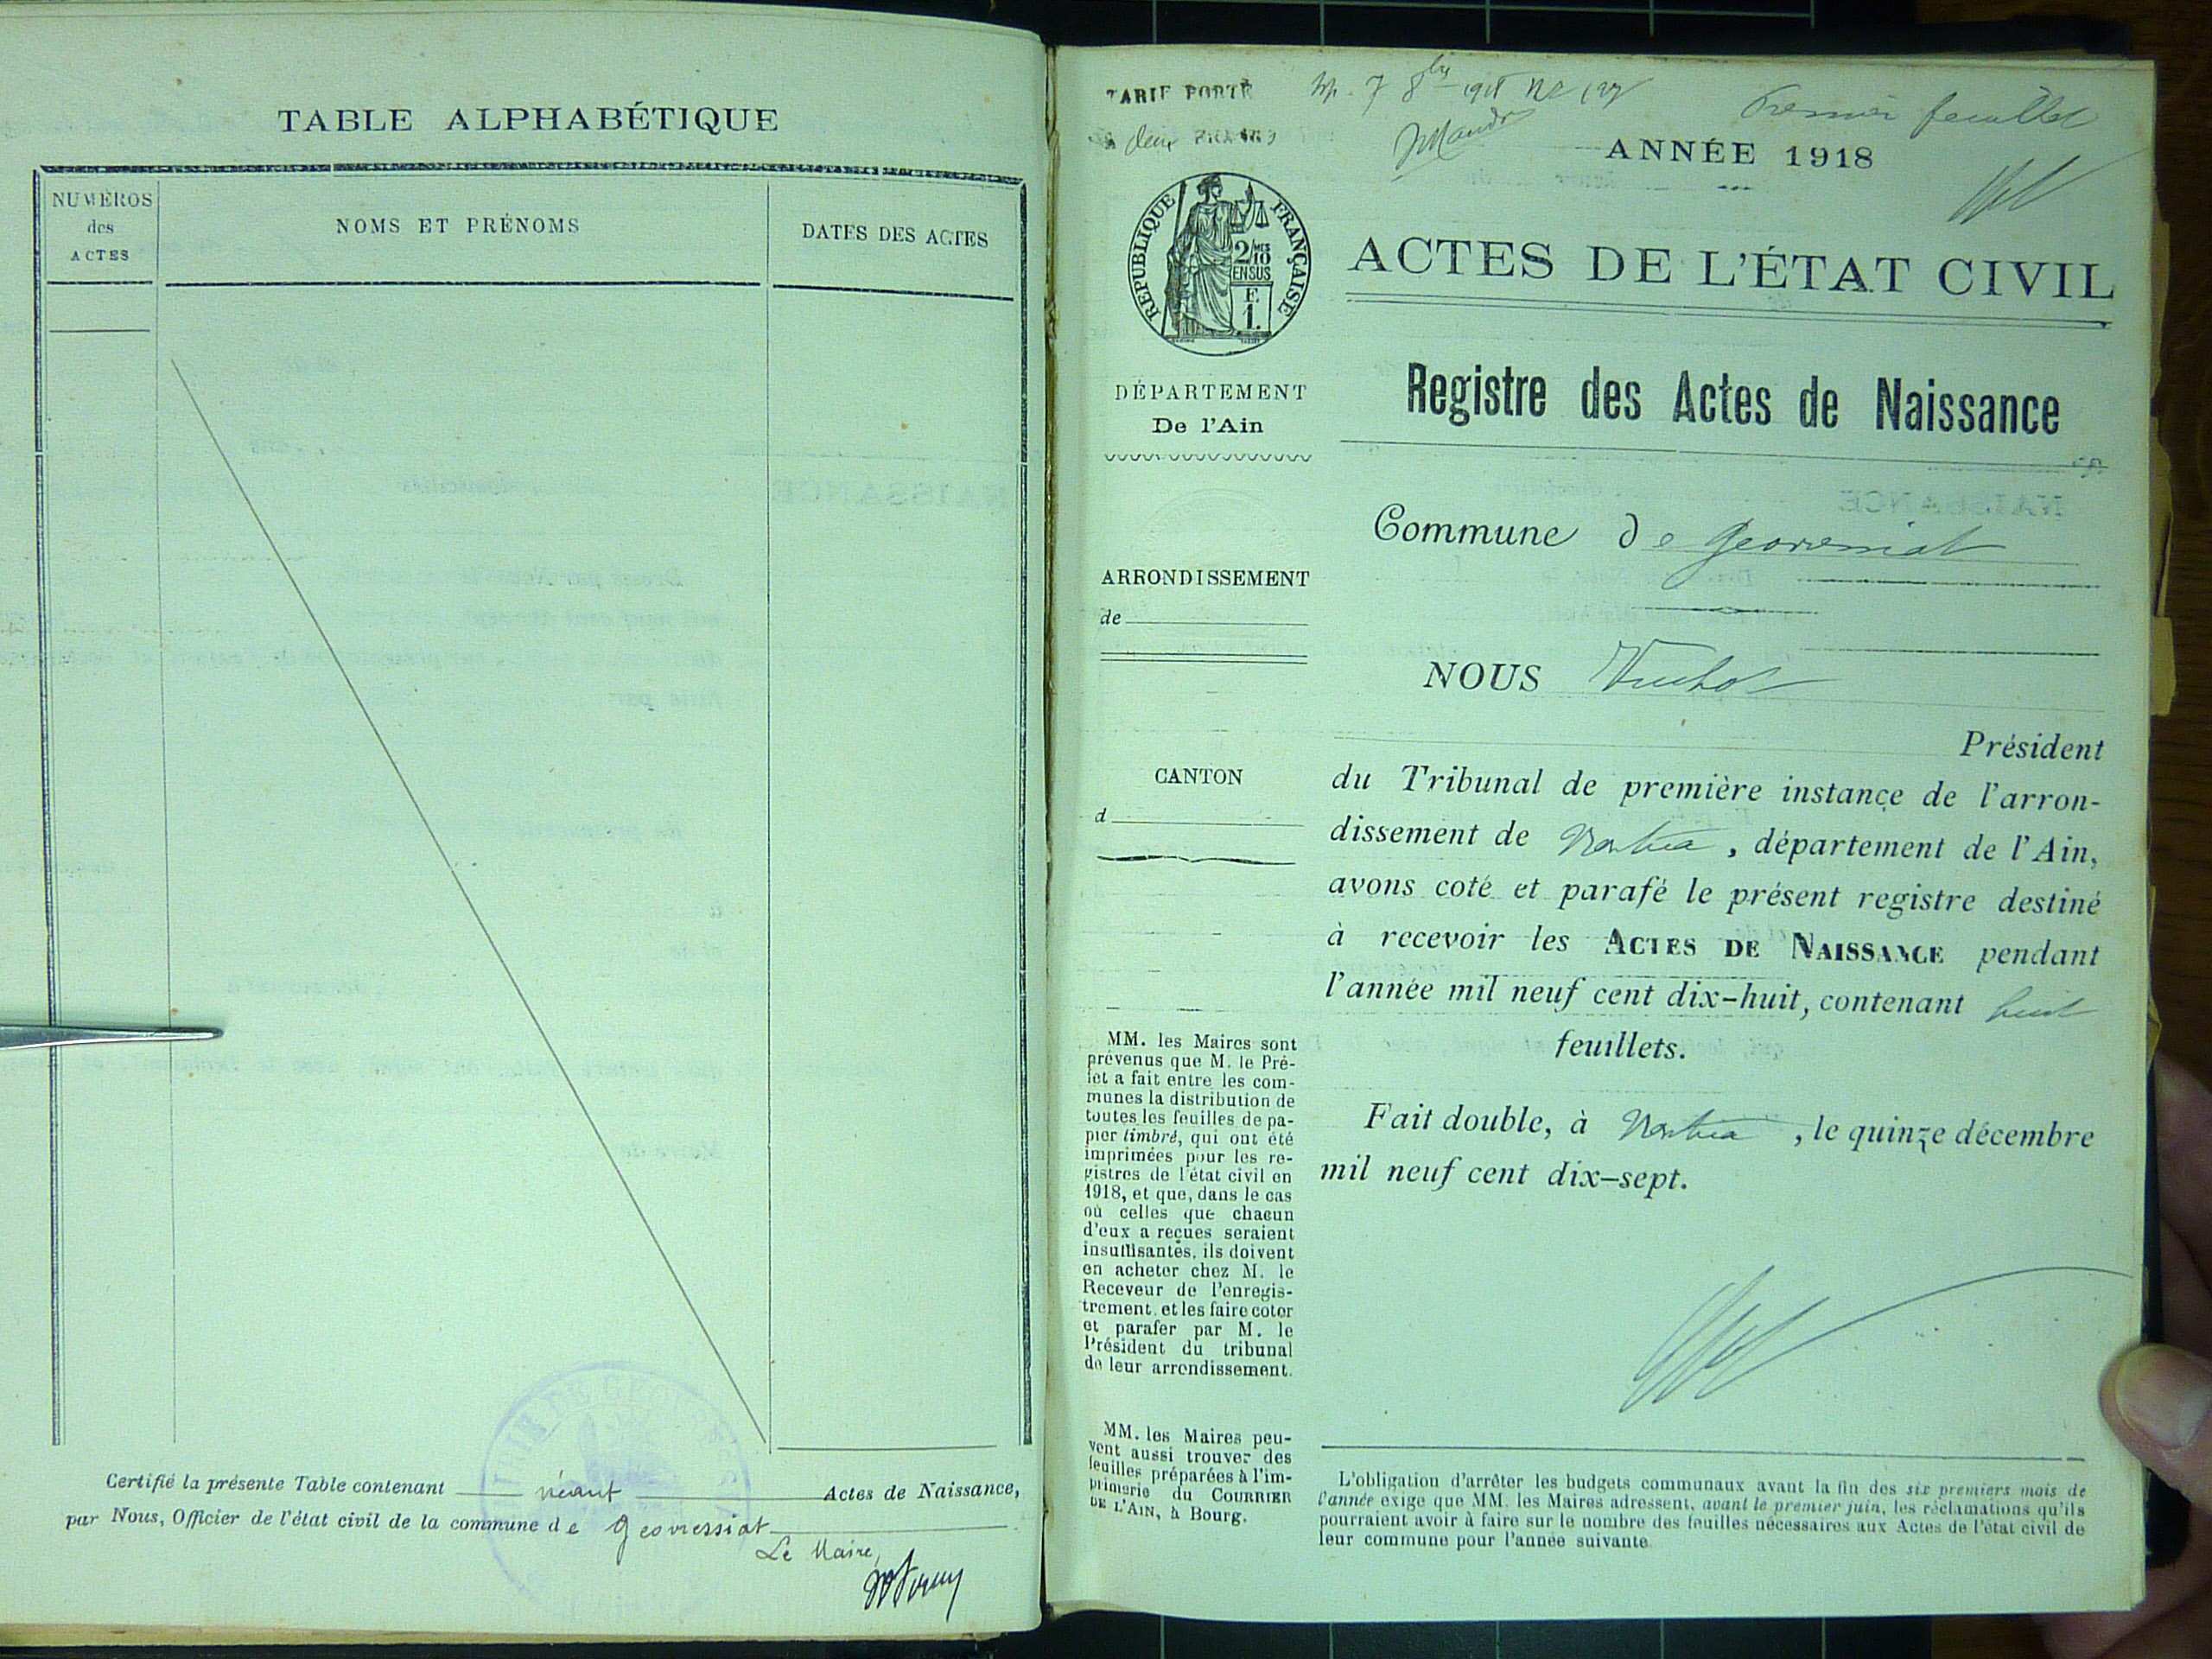 TABLE ALPHABÉTIQUE
NUMÉROS
des
ACTES
NOMS ET PRÉNOMS
DATES DES ACTES
Certifié la présente Table contenant néant Actes de Naissance,
par Nous, Officier de l'état civil de la commune de Geovressiat
Le Maire,
TARIF PORTÉ
à deux FRANCS
Premier feuillet
ANNÉE 1918
RÉPUBLIQUE FRANÇAISE
2/10
EN SUS
F.
1.
ACTES DE L'ÉTAT CIVIL
DÉPARTEMENT
De l'Ain
Registre des Actes de Naissance
Commune de Geovressiat
ARRONDISSEMENT
de
NOUS
Président
CANTON
d
du Tribunal de première instance de l'arron-
dissement de Nantua, département de l'Ain,
avons coté et parafé le présent registre destiné
à recevoir les ACTES DE NAISSANCE pendant
l'année mil neuf cent dix-huit, contenant huit
feuillets.
Fait double, à Nantua, le quinze décembre
mil neuf cent dix-sept.
MM. les Maires sont
prévenus que M. le Pré-
fet a fait entre les com-
munes la distribution de
toutes les feuilles de pa-
pier timbré, qui ont été
imprimées pour les re-
gistres de l'état civil en
1918, et que, dans le cas
où celles que chacun
d'eux a reçues seraient
insuffisantes, ils doivent
en acheter chez M. le
Receveur de l'enregis-
trement, et les faire coter
et parafer par M. le
Président du tribunal
de leur arrondissement.
MM. les Maires peu-
vent aussi trouver des
feuilles préparées à l'im-
primerie du COURRIER
DE L'AIN, à Bourg.
L'obligation d'arrêter les budgets communaux avant la fin des six premiers mois de
l'année exige que MM. les Maires adressent, avant le premier juin, les réclamations qu'ils
pourraient avoir à faire sur le nombre des feuilles nécessaires aux Actes de l'état civil de
leur commune pour l'année suivante.